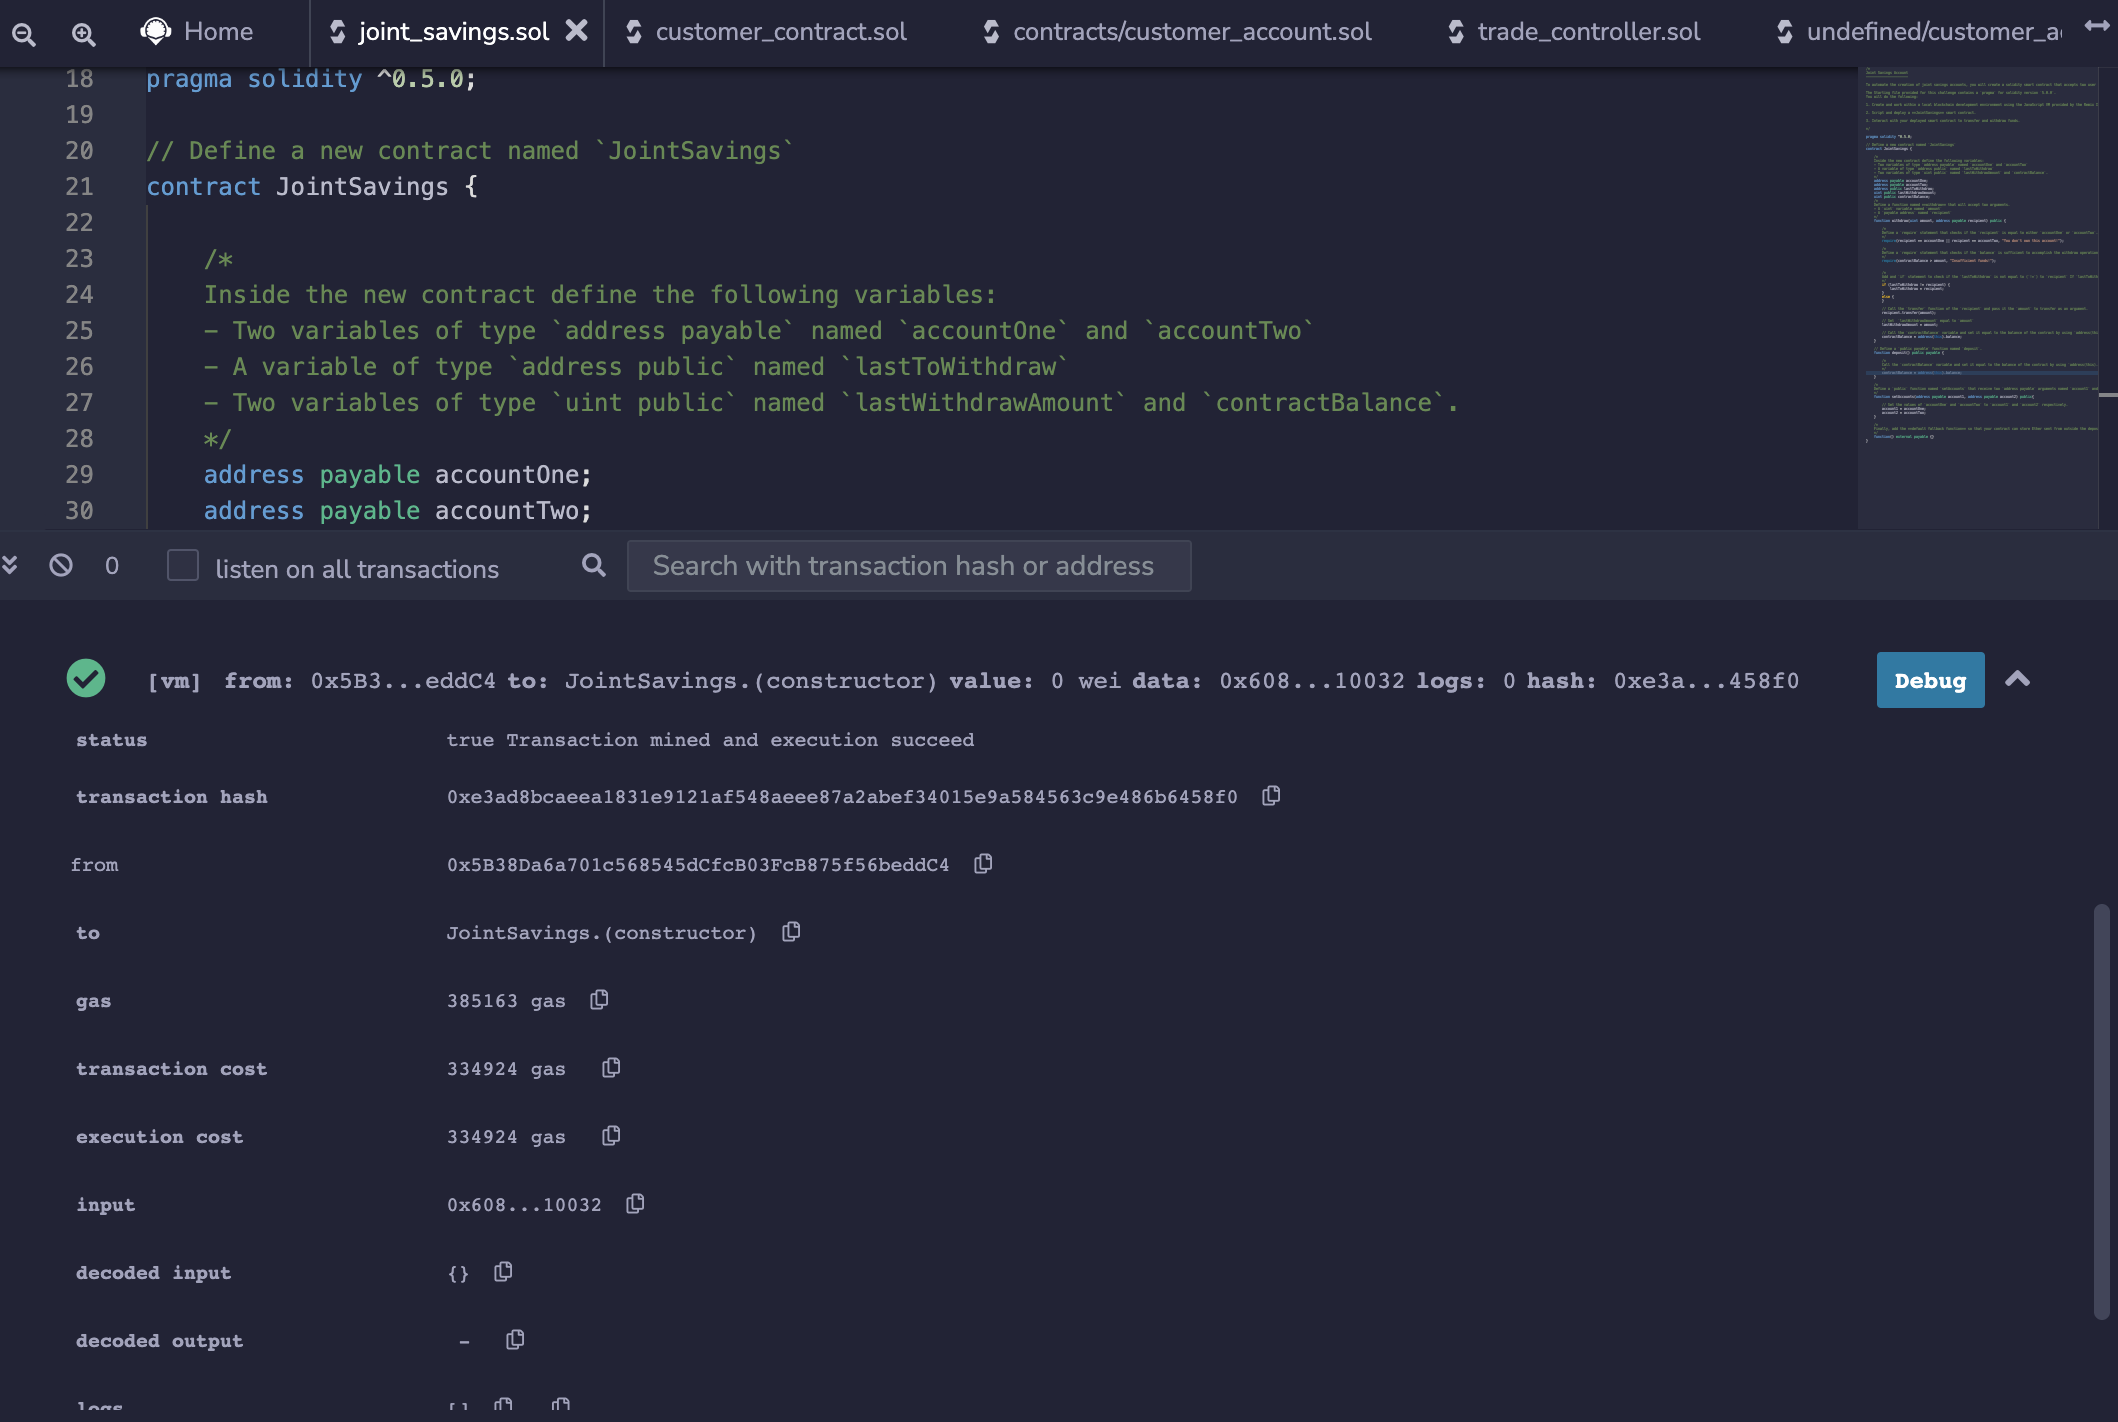 Home joint_savings.sol customer_contract.sol contracts/customer_account.sol trade_controller.sol undefined/customer_a
18 pragma solidity ^0.5.0;
19
20 // Define a new contract named `JointSavings`
21 contract JointSavings {
22
23 /*
24 Inside the new contract define the following variables:
25 - Two variables of type `address payable` named `accountOne` and `accountTwo`
26 - A variable of type `address public` named `lastToWithdraw`
27 - Two variables of type `uint public` named `lastWithdrawAmount` and `contractBalance`.
28 */
29 address payable accountOne;
30 address payable accountTwo;
0 listen on all transactions Search with transaction hash or address
[vm] from: 0x5B3...eddC4 to: JointSavings.(constructor) value: 0 wei data: 0x608...10032 logs: 0 hash: 0xe3a...458f0 Debug
status true Transaction mined and execution succeed
transaction hash 0xe3ad8bcaeea1831e9121af548aeee87a2abef34015e9a584563c9e486b6458f0
from 0x5B38Da6a701c568545dCfcB03FcB875f56beddC4
to JointSavings.(constructor)
gas 385163 gas
transaction cost 334924 gas
execution cost 334924 gas
input 0x608...10032
decoded input {}
decoded output -
logs []